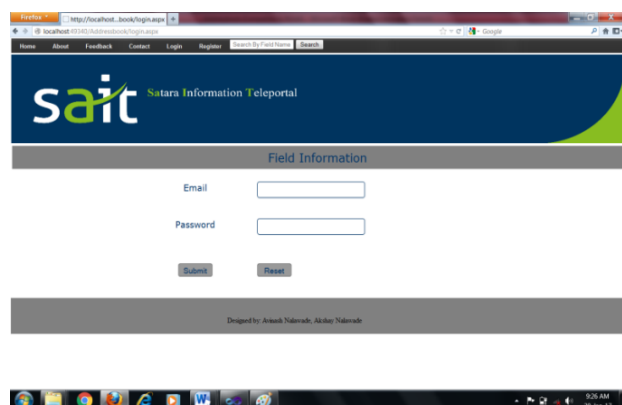 Firefox
http://localhost...book/login.aspx
localhost:49340/Addressbook/login.aspx
Google
Home About Feedback Contact Login Register Search By Field Name Search
sait Satara Information Teleportal
Field Information
Email
Password
Submit Reset
Designed by: Avinash Nalawade, Akshay Nalawade
9:26 AM